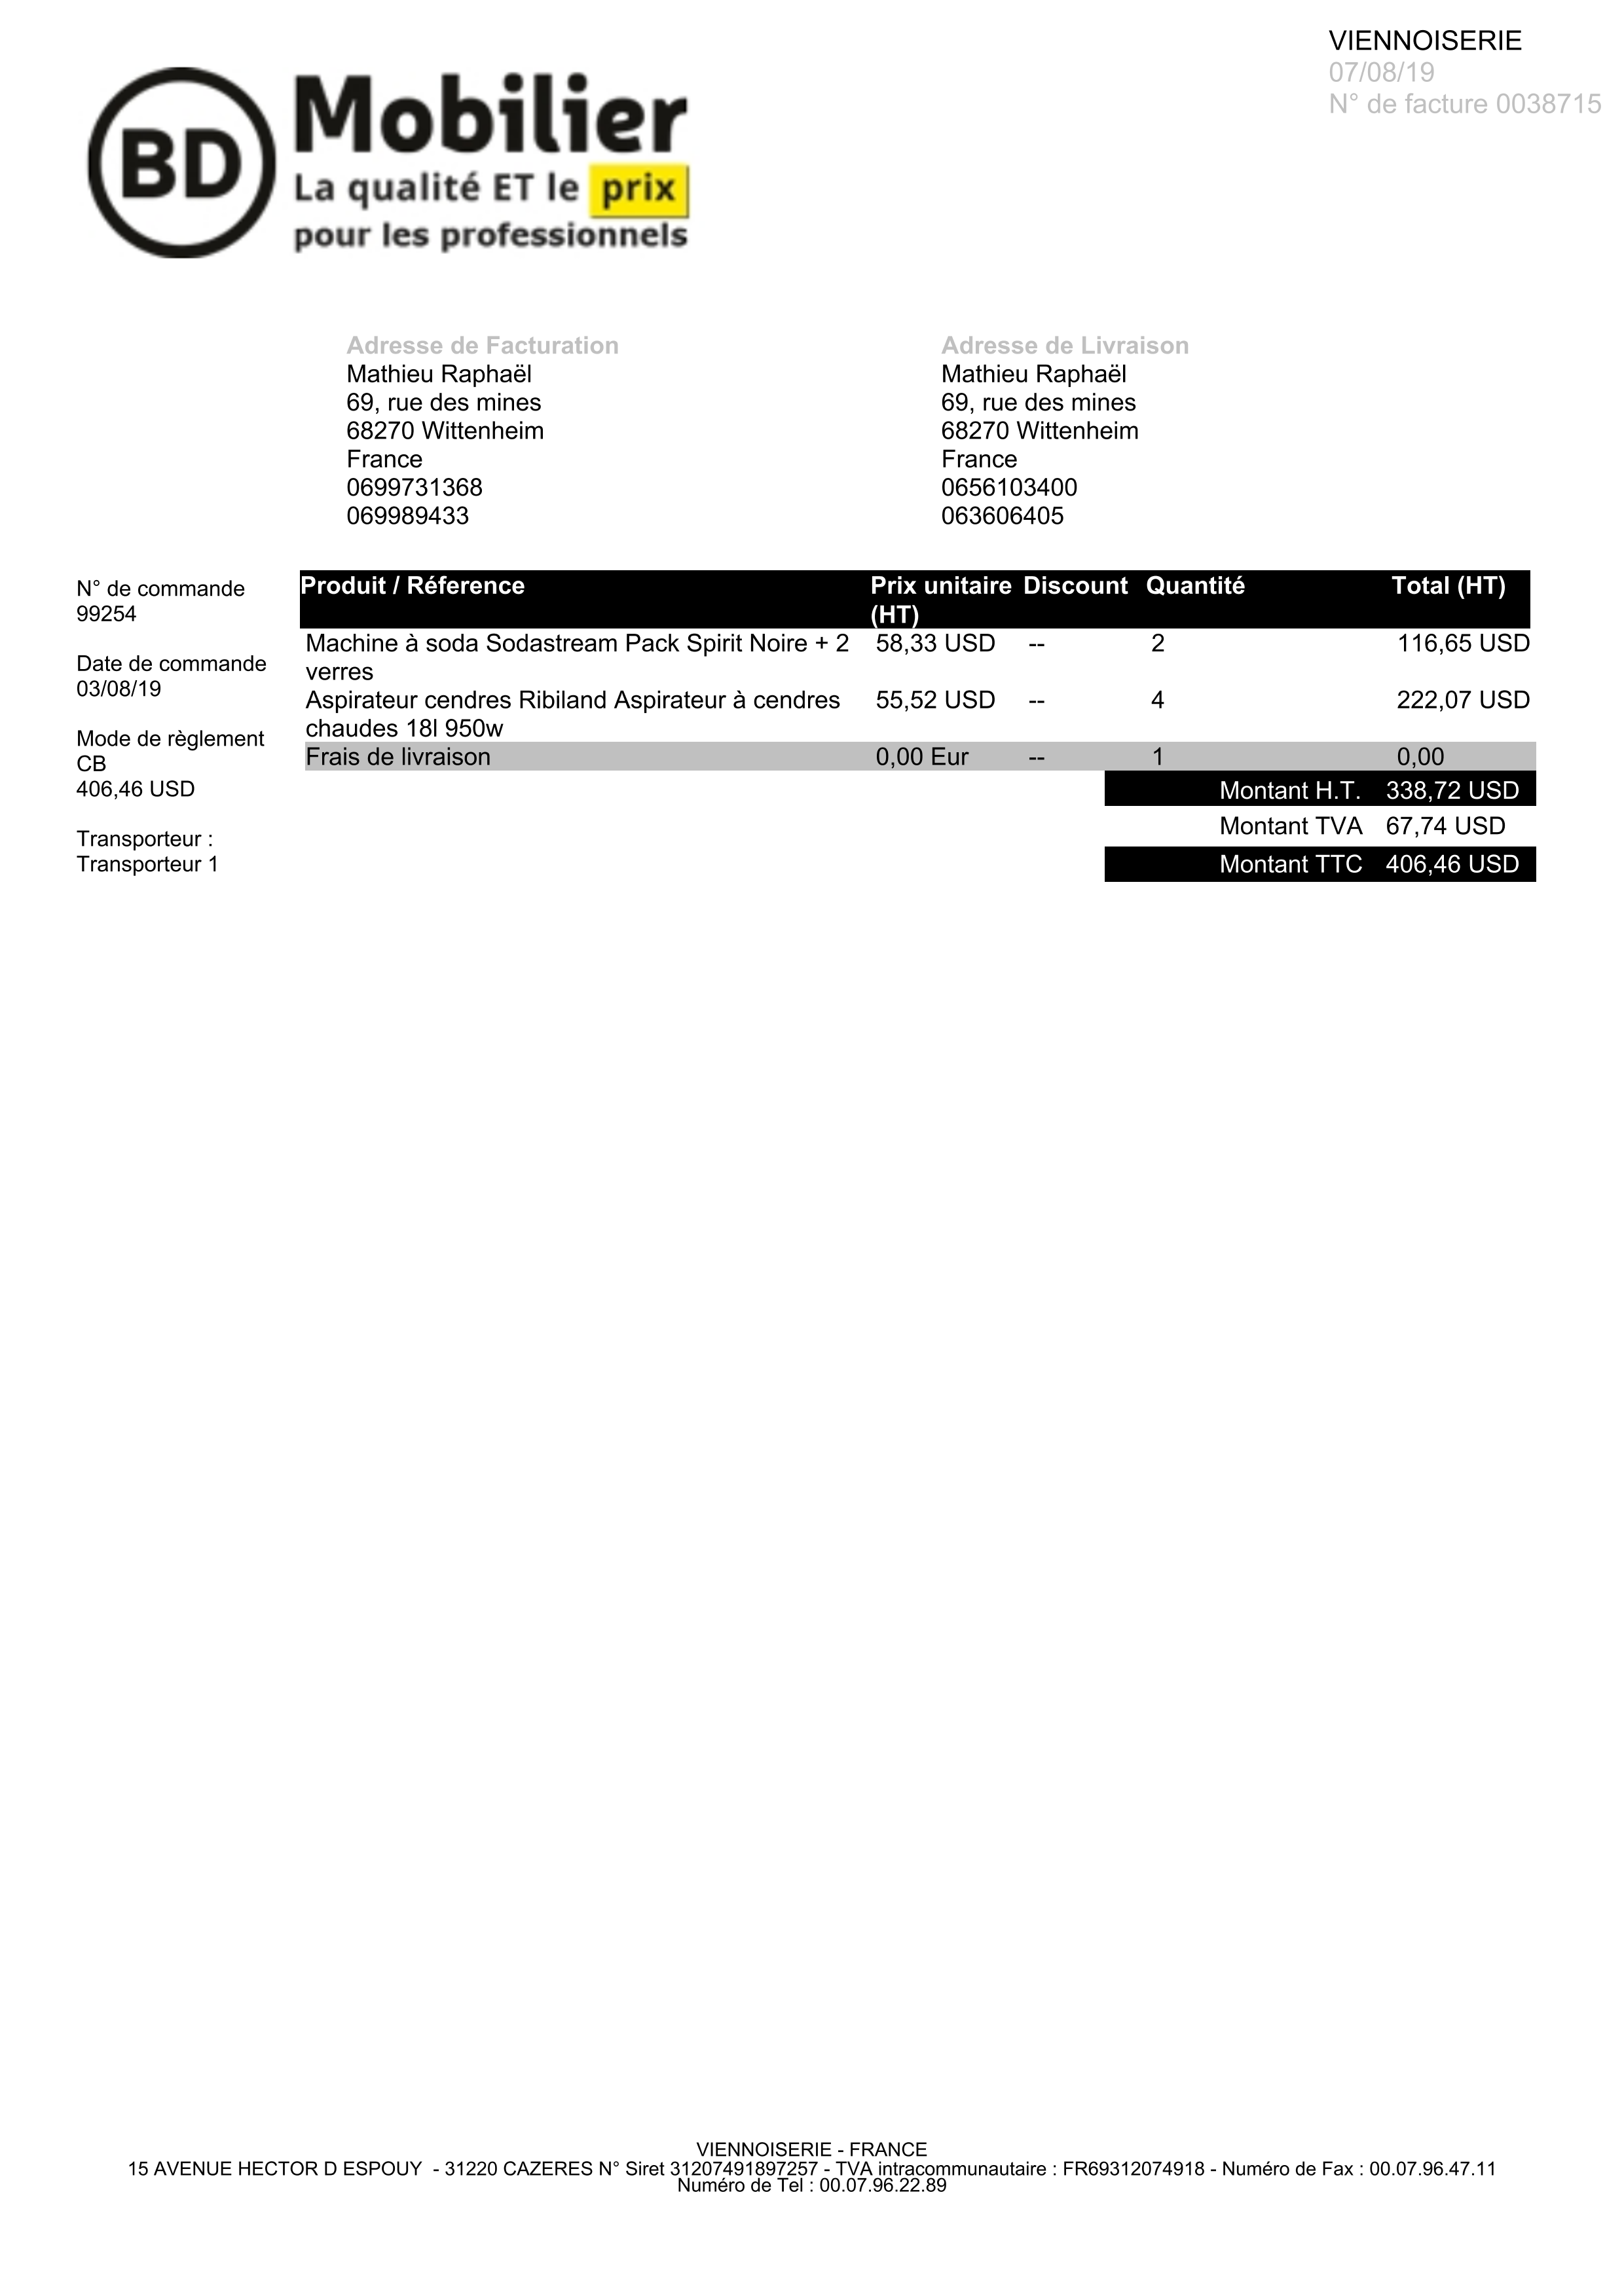 VIENNOISERIE
07/08/19
N° de facture 0038715
BD
Mobilier
La qualité ET le prix
pour les professionnels
Adresse de Facturation
Mathieu Raphaël
69, rue des mines
68270 Wittenheim
France
0699731368
069989433
Adresse de Livraison
Mathieu Raphaël
69, rue des mines
68270 Wittenheim
France
0656103400
063606405
N° de commande
99254
Date de commande
03/08/19
Mode de règlement
CB
406,46 USD
Transporteur :
Transporteur 1
Produit / Réference Prix unitaire Discount Quantité Total (HT)
(HT)
Machine à soda Sodastream Pack Spirit Noire + 2 58,33 USD -- 2 116,65 USD
verres
Aspirateur cendres Ribiland Aspirateur à cendres 55,52 USD -- 4 222,07 USD
chaudes 18l 950w
Frais de livraison 0,00 Eur -- 1 0,00
Montant H.T. 338,72 USD
Montant TVA 67,74 USD
Montant TTC 406,46 USD
VIENNOISERIE - FRANCE
15 AVENUE HECTOR D ESPOUY - 31220 CAZERES N° Siret 31207491897257 - TVA intracommunautaire : FR69312074918 - Numéro de Fax : 00.07.96.47.11
Numéro de Tel : 00.07.96.22.89